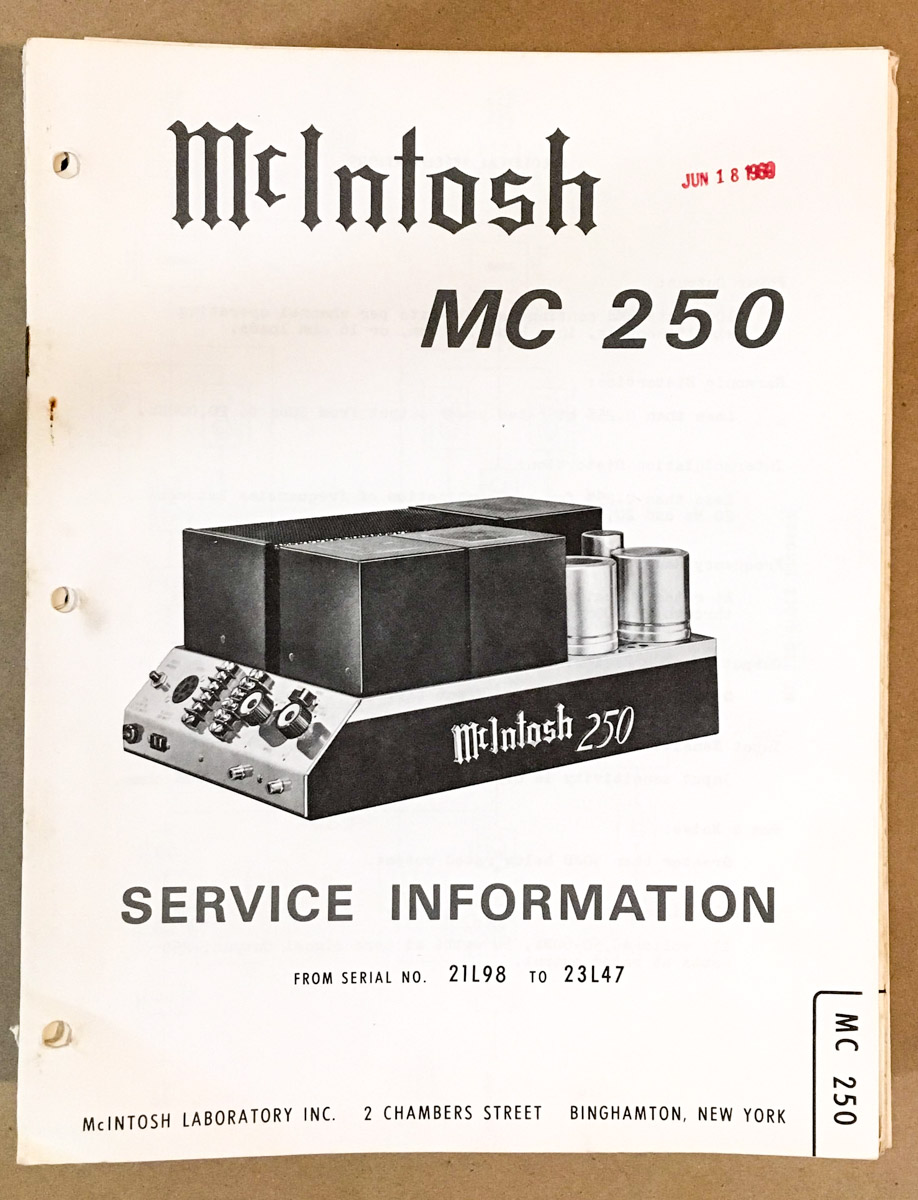 McIntosh
JUN 18
MC 250
McIntosh 250
SERVICE INFORMATION
FROM SERIAL NO. 21L98 TO 23L47
MC 250
McINTOSH LABORATORY INC. 2 CHAMBERS STREET BINGHAMTON, NEW YORK